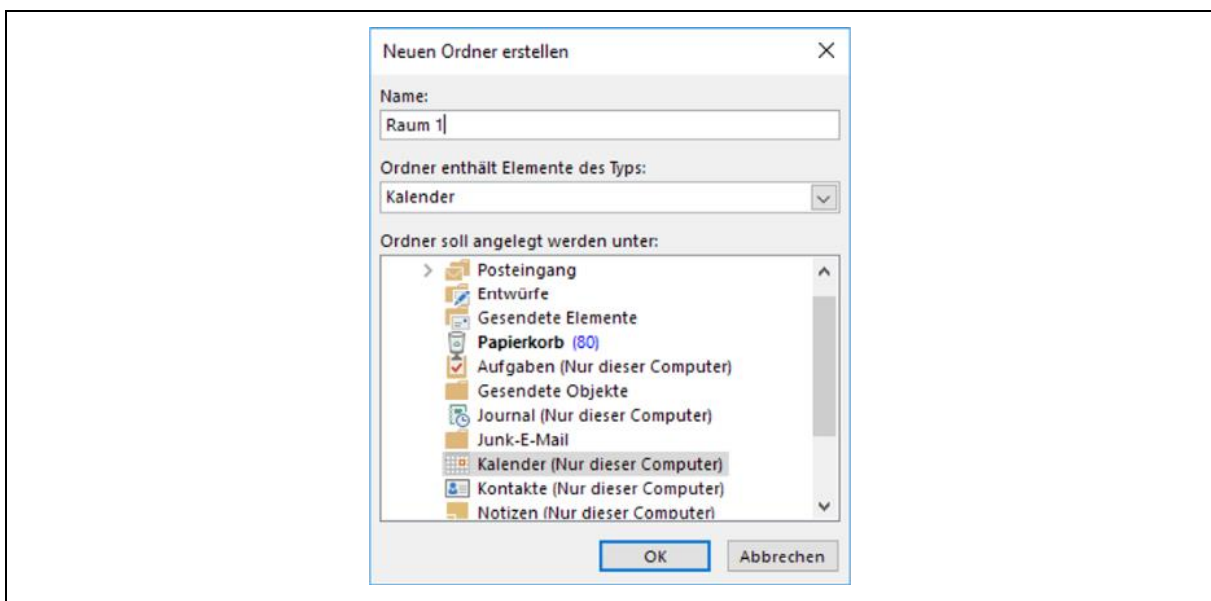 Neuen Ordner erstellen
Name:
Raum 1
Ordner enthält Elemente des Typs:
Kalender
Ordner soll angelegt werden unter:
Posteingang
Entwürfe
Gesendete Elemente
Papierkorb (80)
Aufgaben (Nur dieser Computer)
Gesendete Objekte
Journal (Nur dieser Computer)
Junk-E-Mail
Kalender (Nur dieser Computer)
Kontakte (Nur dieser Computer)
Notizen (Nur dieser Computer)
OK Abbrechen